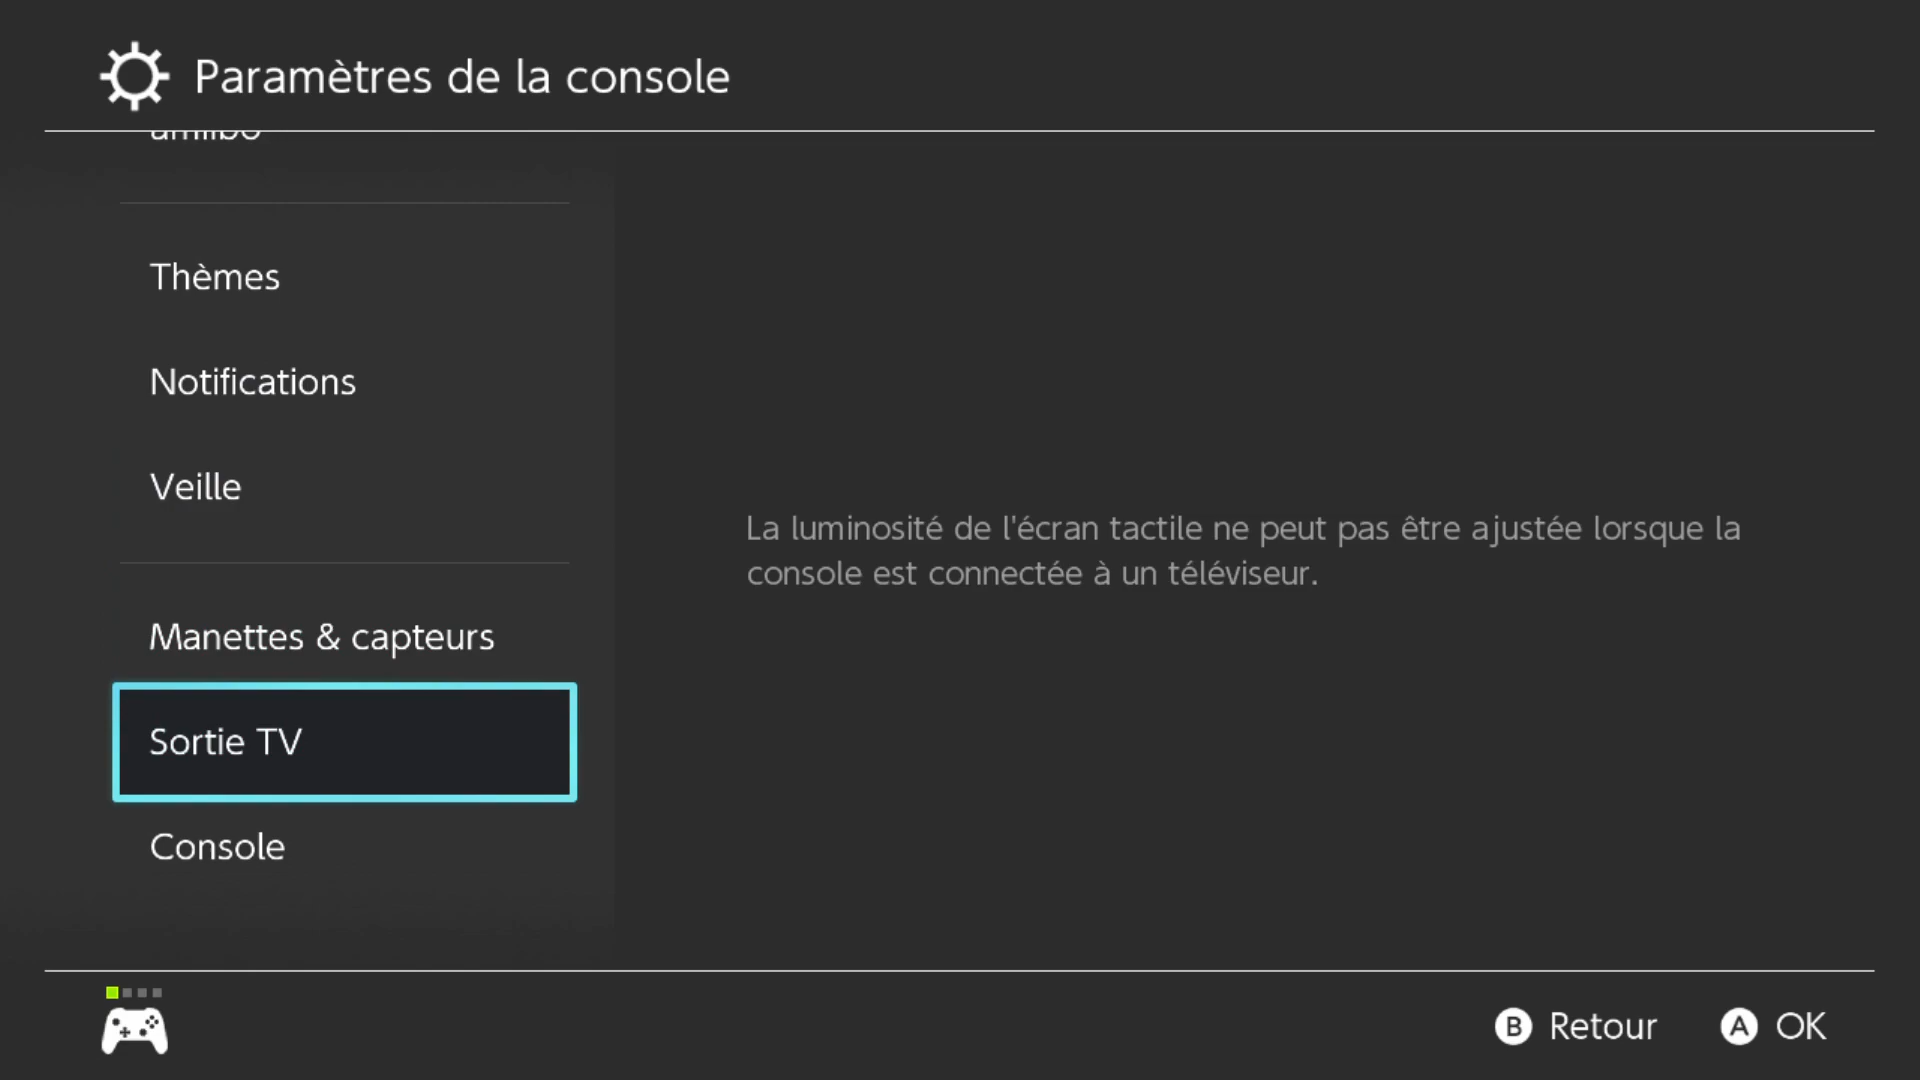 Paramètres de la console
amiibo
Thèmes
Notifications
Veille
La luminosité de l'écran tactile ne peut pas être ajustée lorsque la
console est connectée à un téléviseur.
Manettes & capteurs
Sortie TV
Console
B Retour
A OK